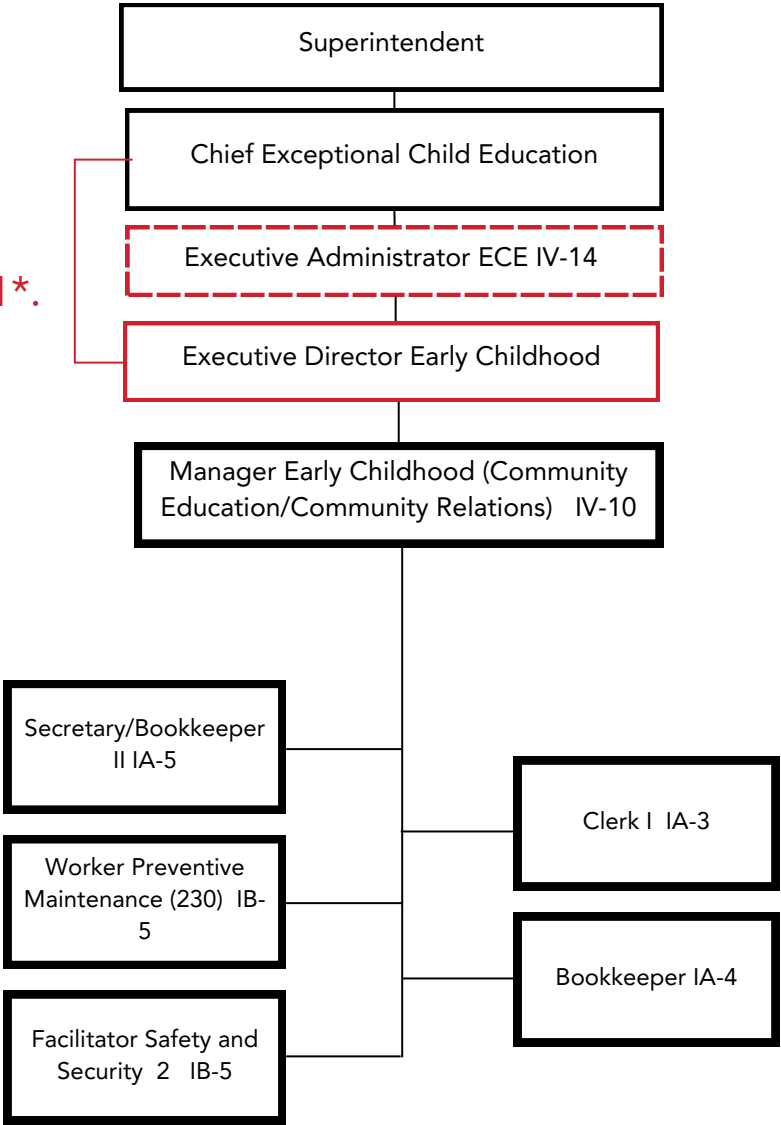 Superintendent
Chief Exceptional Child Education
Executive Administrator ECE IV-14
*.
Executive Director Early Childhood
Manager Early Childhood (Community
Education/Community Relations) IV-10
Secretary/Bookkeeper
II IA-5
Clerk I IA-3
Worker Preventive
Maintenance (230) IB-
5
Bookkeeper IA-4
Facilitator Safety and
Security 2 IB-5